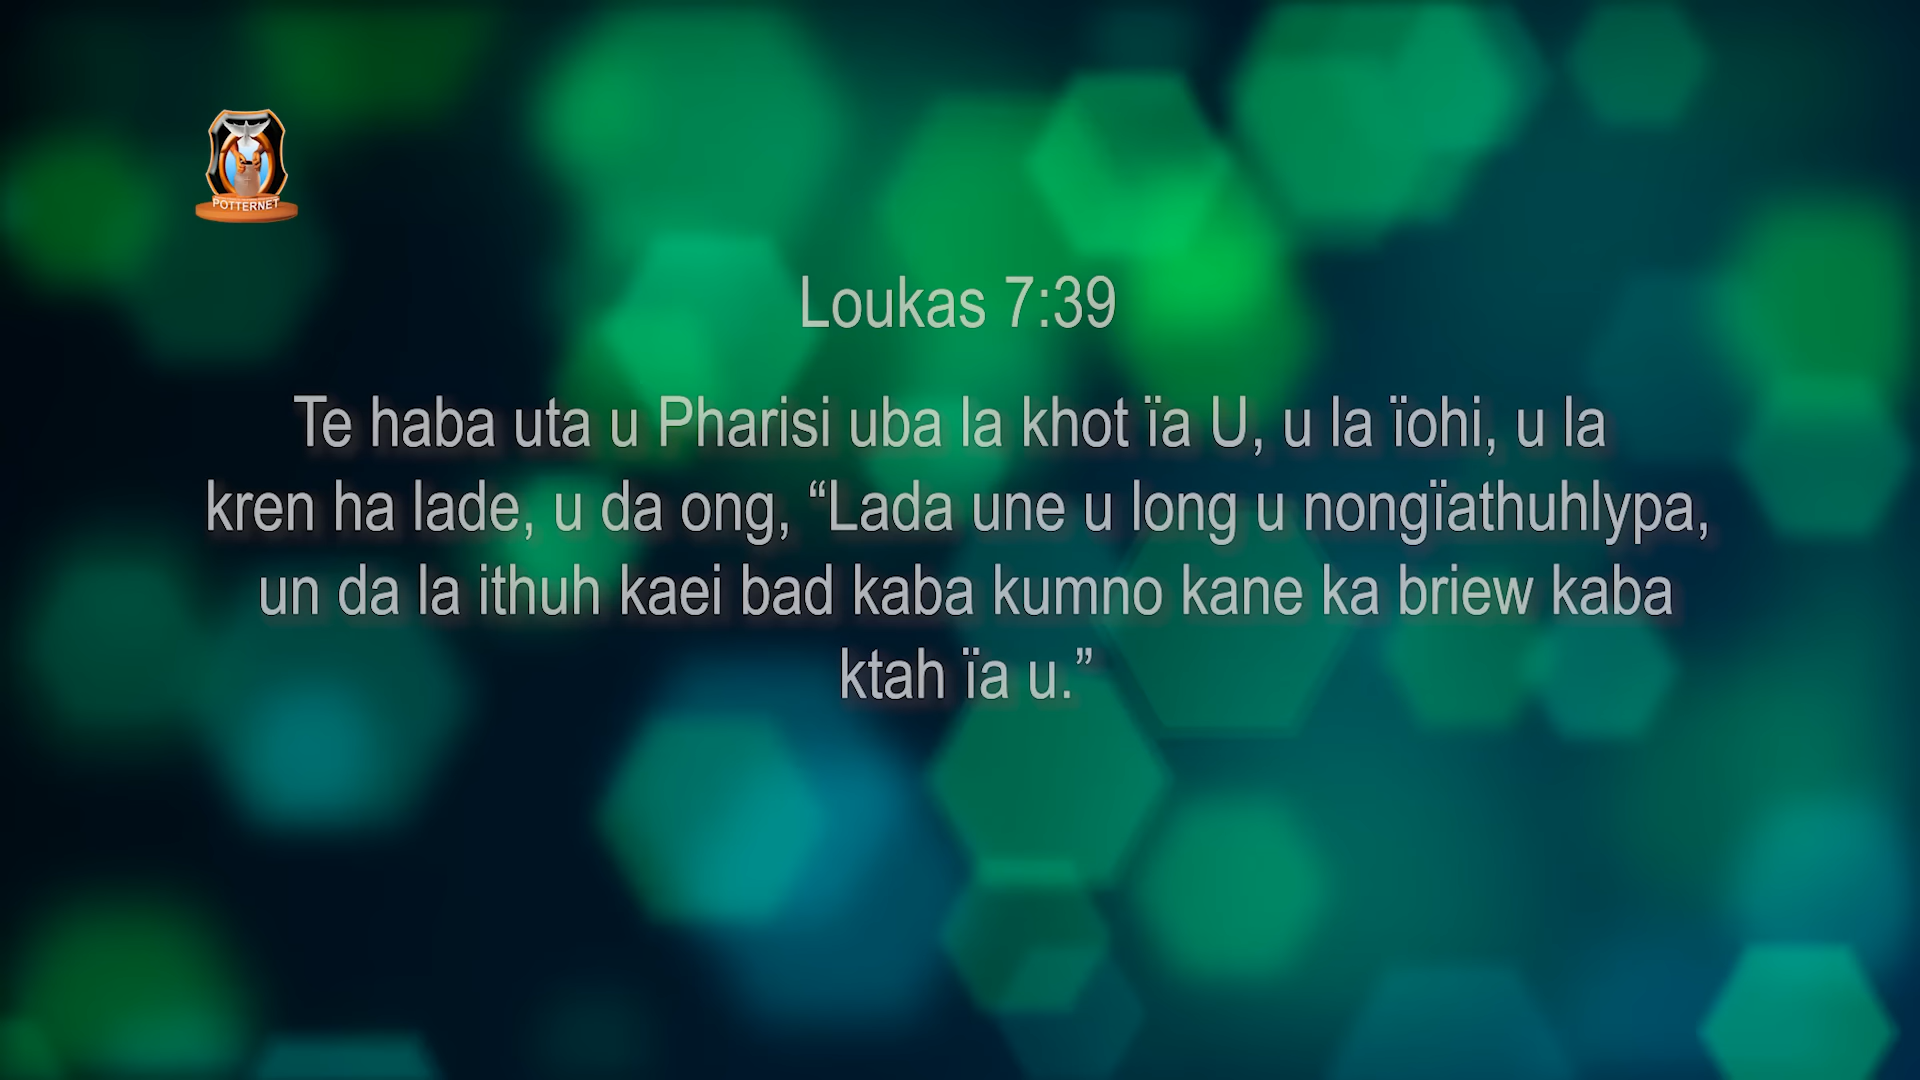 POTTERNET
Loukas 7:39
Te haba uta u Pharisi uba la khot ïa U, u la ïohi, u la
kren ha lade, u da ong, “Lada une u long u nongïathuhlypa,
un da la ithuh kaei bad kaba kumno kane ka briew kaba
ktah ïa u.”